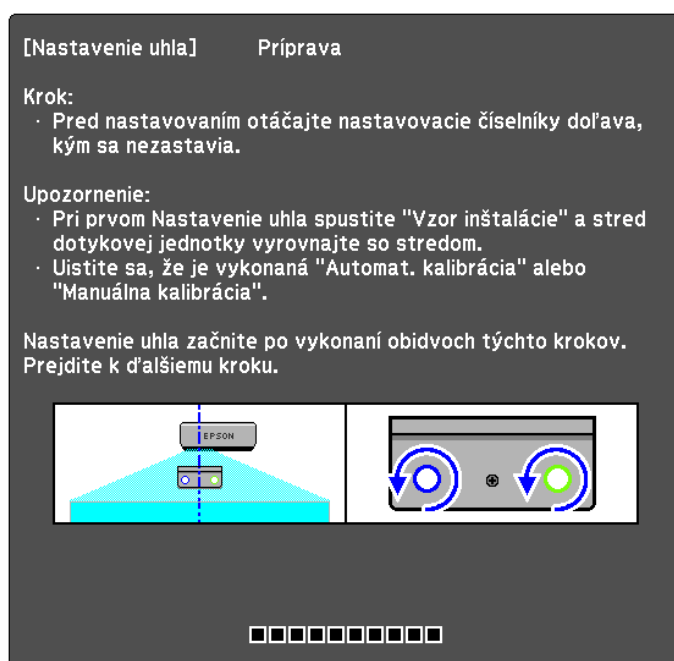 [Nastavenie uhla] Príprava
Krok:
· Pred nastavovaním otáčajte nastavovacie číselníky doľava,
kým sa nezastavia.
Upozornenie:
· Pri prvom Nastavenie uhla spustite "Vzor inštalácie" a stred
dotykovej jednotky vyrovnajte so stredom.
· Uistite sa, že je vykonaná "Automat. kalibrácia" alebo
"Manuálna kalibrácia".
Nastavenie uhla začnite po vykonaní obidvoch týchto krokov.
Prejdite k ďalšiemu kroku.
EPSON